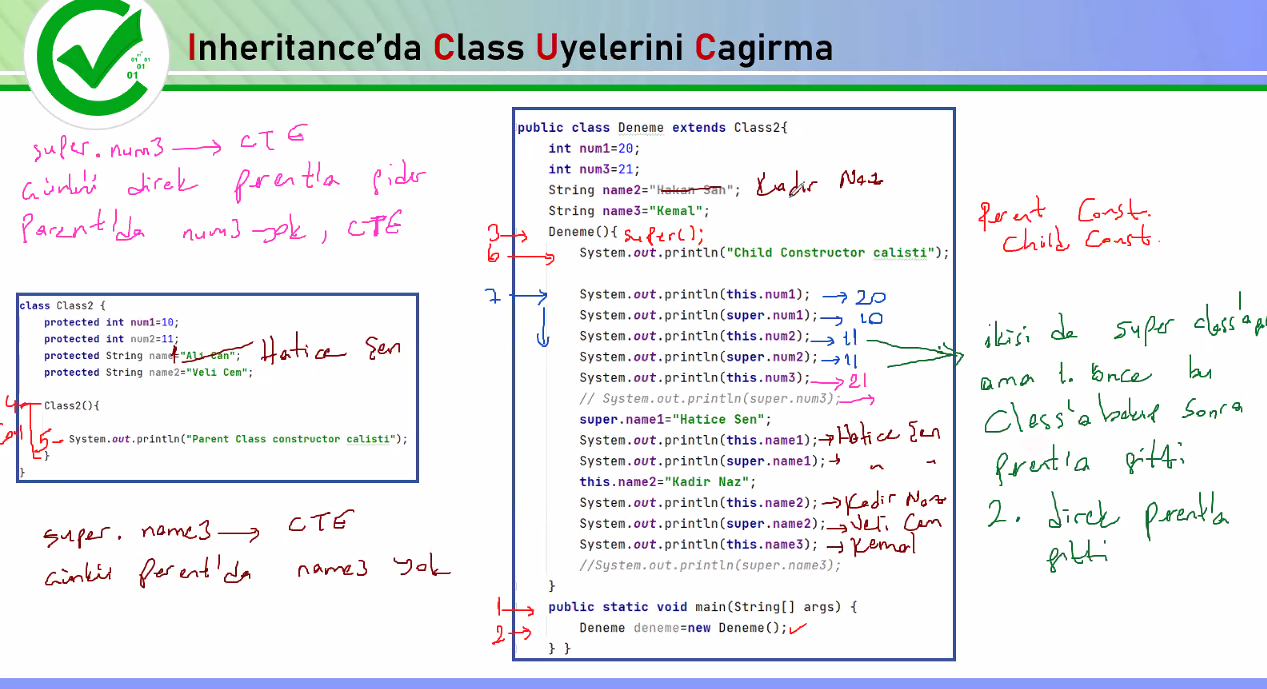 Inheritance'da Class Uyelerini Cagirma
super.num3 → CTE
Günkü direk parent'a gider
Parent'da num3 yok, CTE
class Class2 {
protected int num1=10;
protected int num2=11;
protected String name1="Ali Can"; Hatice Şen
protected String name2="Veli Cem";
4
Class2(){
5- System.out.println("Parent Class constructor calisti");
}
}
super. name3 → CTE
Günkü parent'da name3 yok
public class Deneme extends Class2{
int num1=20;
int num3=21;
String name2="Hakan San"; Kadir Naz
String name3="Kemal";
3 → Deneme(){ super();
6 → System.out.println("Child Constructor calisti");
7 → System.out.println(this.num1); → 20
System.out.println(super.num1); → 10
System.out.println(this.num2); → 11
System.out.println(super.num2); → 11
System.out.println(this.num3); → 21
// System.out.println(super.num3); →
super.name1="Hatice Sen";
System.out.println(this.name1); → Hatice Şen
System.out.println(super.name1); → " "
this.name2="Kadir Naz";
System.out.println(this.name2); → Kadir Naz
System.out.println(super.name2); → Veli Cem
System.out.println(this.name3); → Kemal
//System.out.println(super.name3);
}
1 → public static void main(String[] args) {
2 → Deneme deneme=new Deneme(); ✓
} }
Parent Const.
Child Const.
ikisi de super class'a
ama 1. önce bu
Class'a bakıp sonra
parent'a gitti
2. direk parent'a
gitti